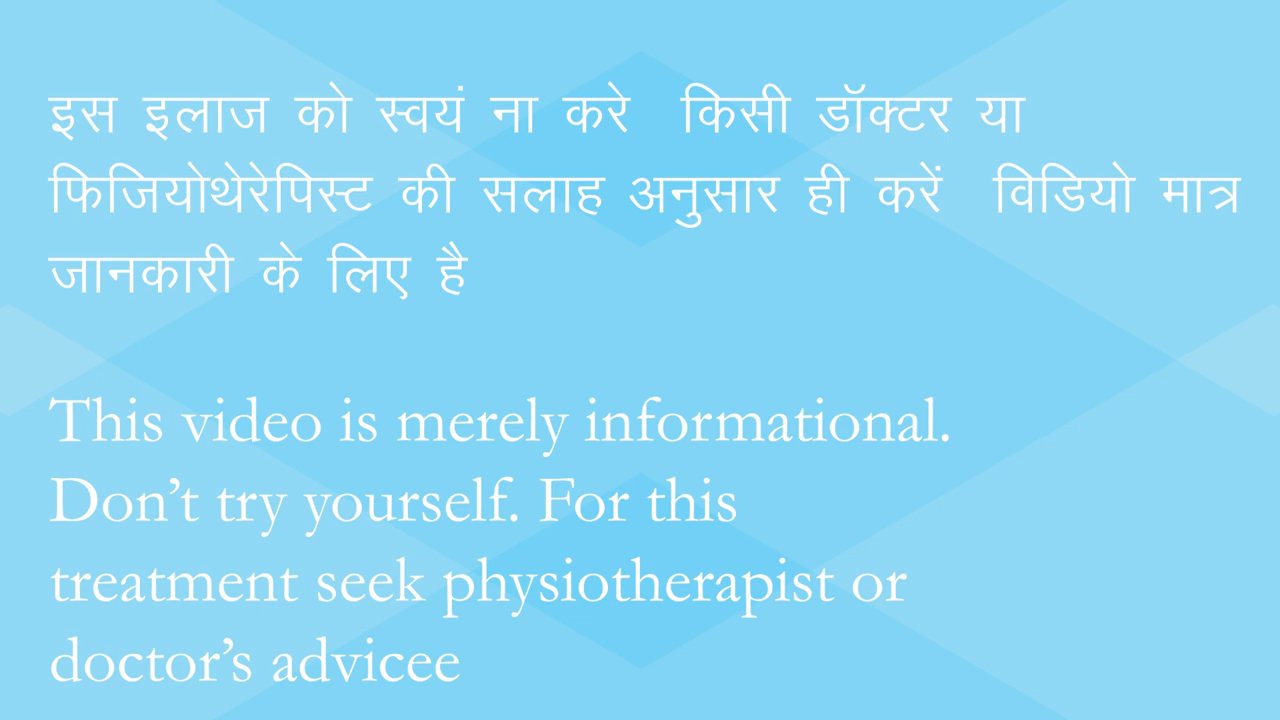 इस इलाज को स्वयं ना करे किसी डॉक्टर या
फिजियोथेरेपिस्ट की सलाह अनुसार ही करें विडियो मात्र
जानकारी के लिए है
This video is merely informational.
Don’t try yourself. For this
treatment seek physiotherapist or
doctor’s advicee